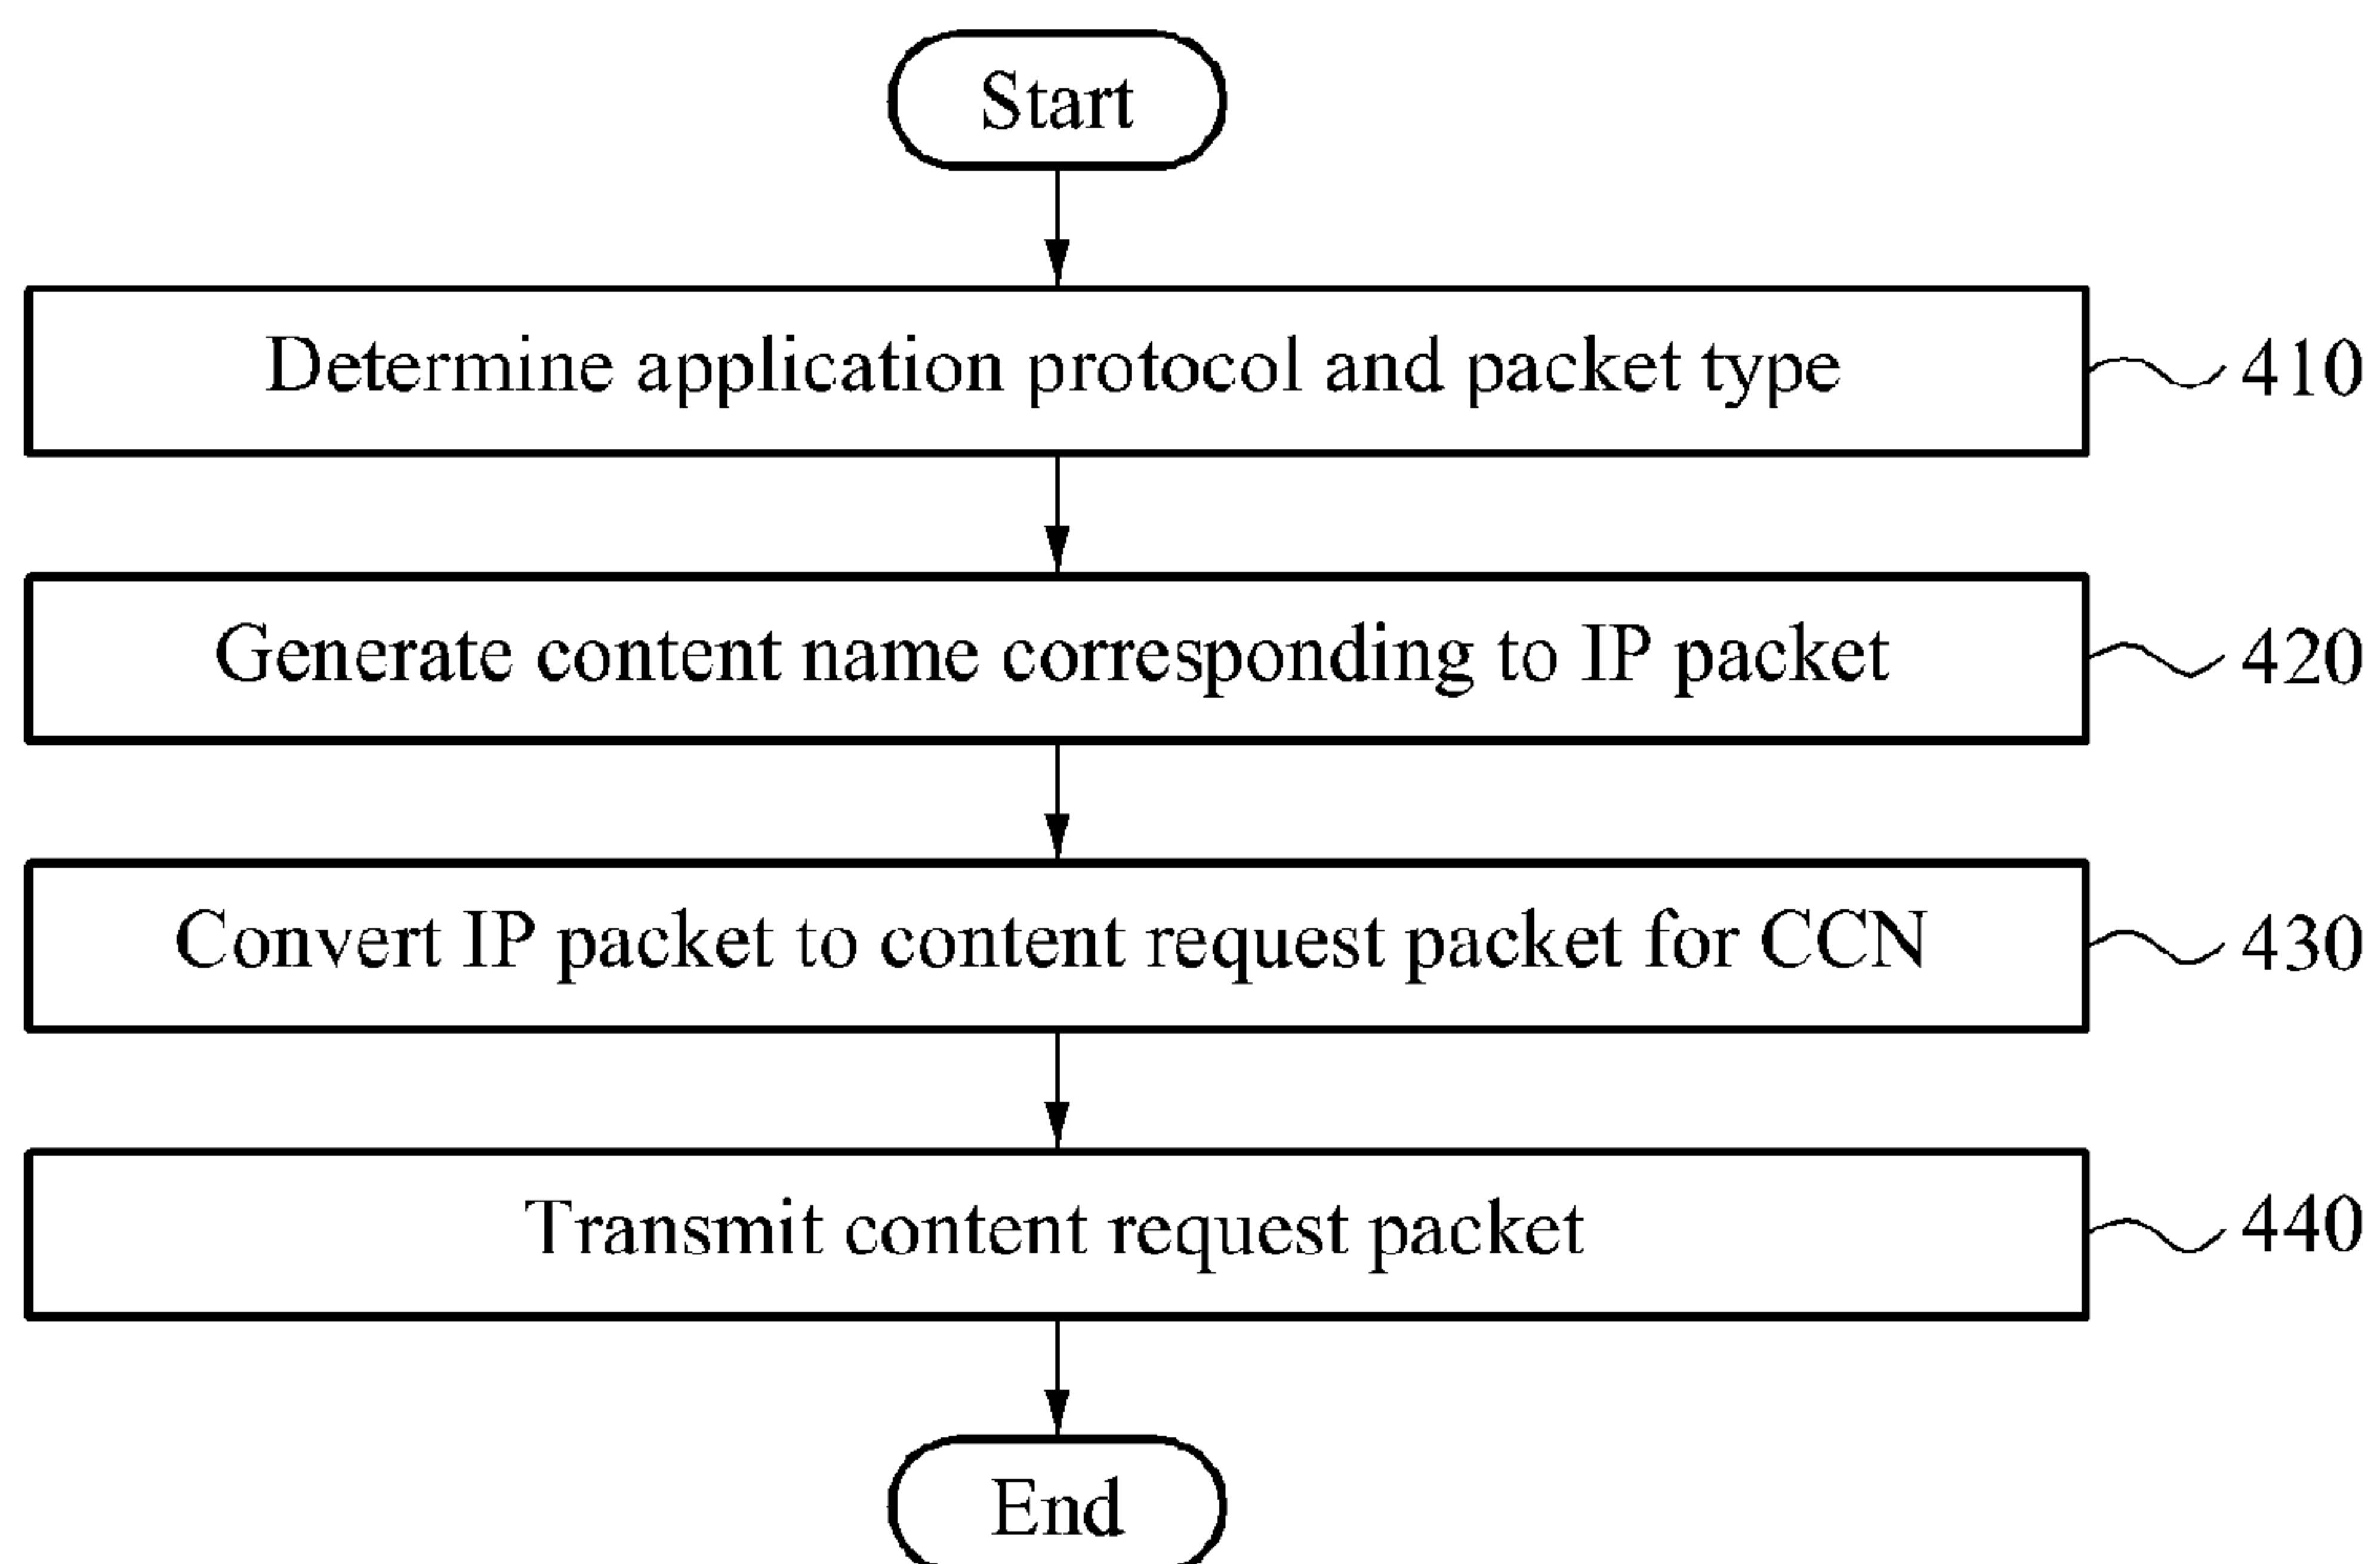 Start
Determine application protocol and packet type
410
Generate content name corresponding to IP packet
420
Convert IP packet to content request packet for CCN
430
Transmit content request packet
440
End